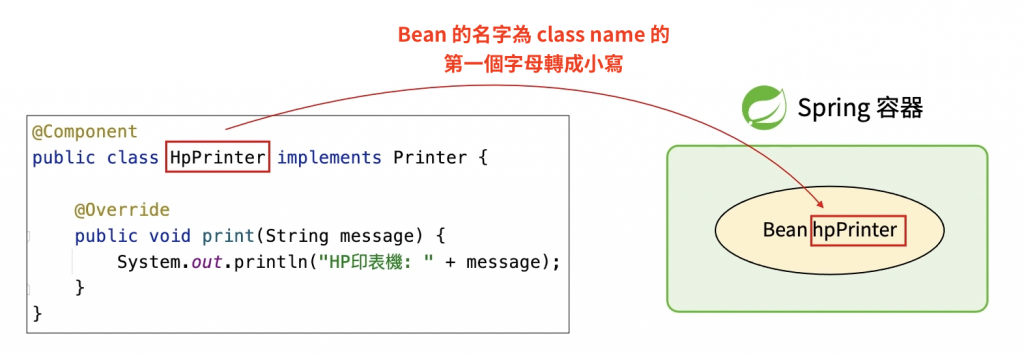 Bean 的名字為 class name 的
第一個字母轉成小寫
Spring 容器
@Component
public class HpPrinter implements Printer {
@Override
public void print(String message) {
System.out.println("HP印表機: " + message);
}
}
Bean hpPrinter